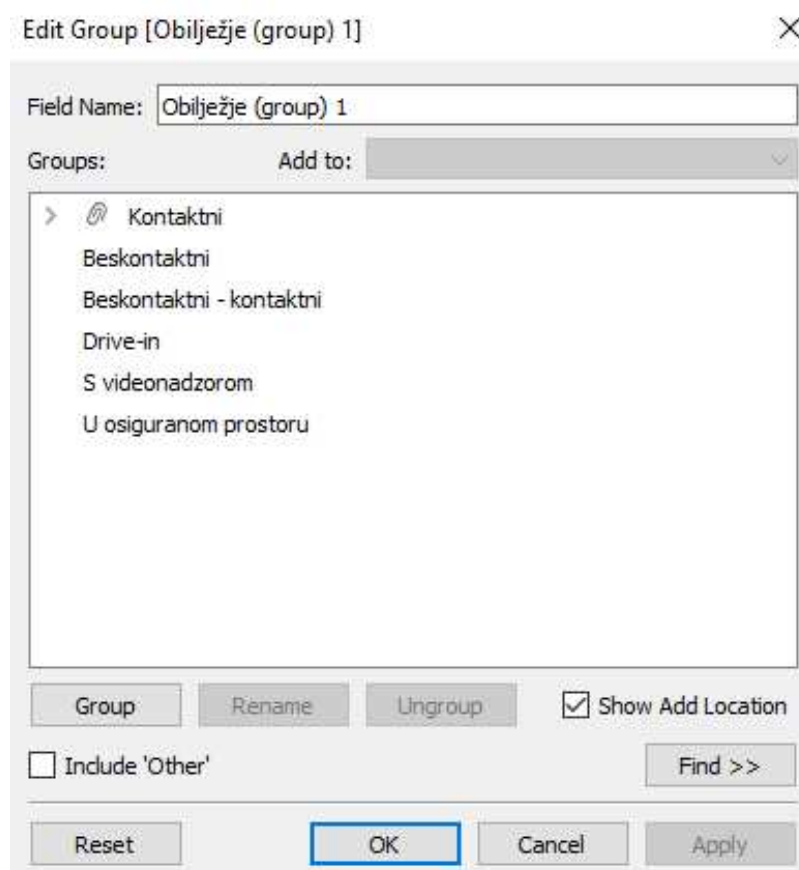 Edit Group [Obilježje (group) 1]
Field Name: Obilježje (group) 1
Groups: Add to:
Kontaktni
Beskontaktni
Beskontaktni - kontaktni
Drive-in
S videonadzorom
U osiguranom prostoru
Group Rename Ungroup Show Add Location
Include 'Other' Find >>
Reset OK Cancel Apply